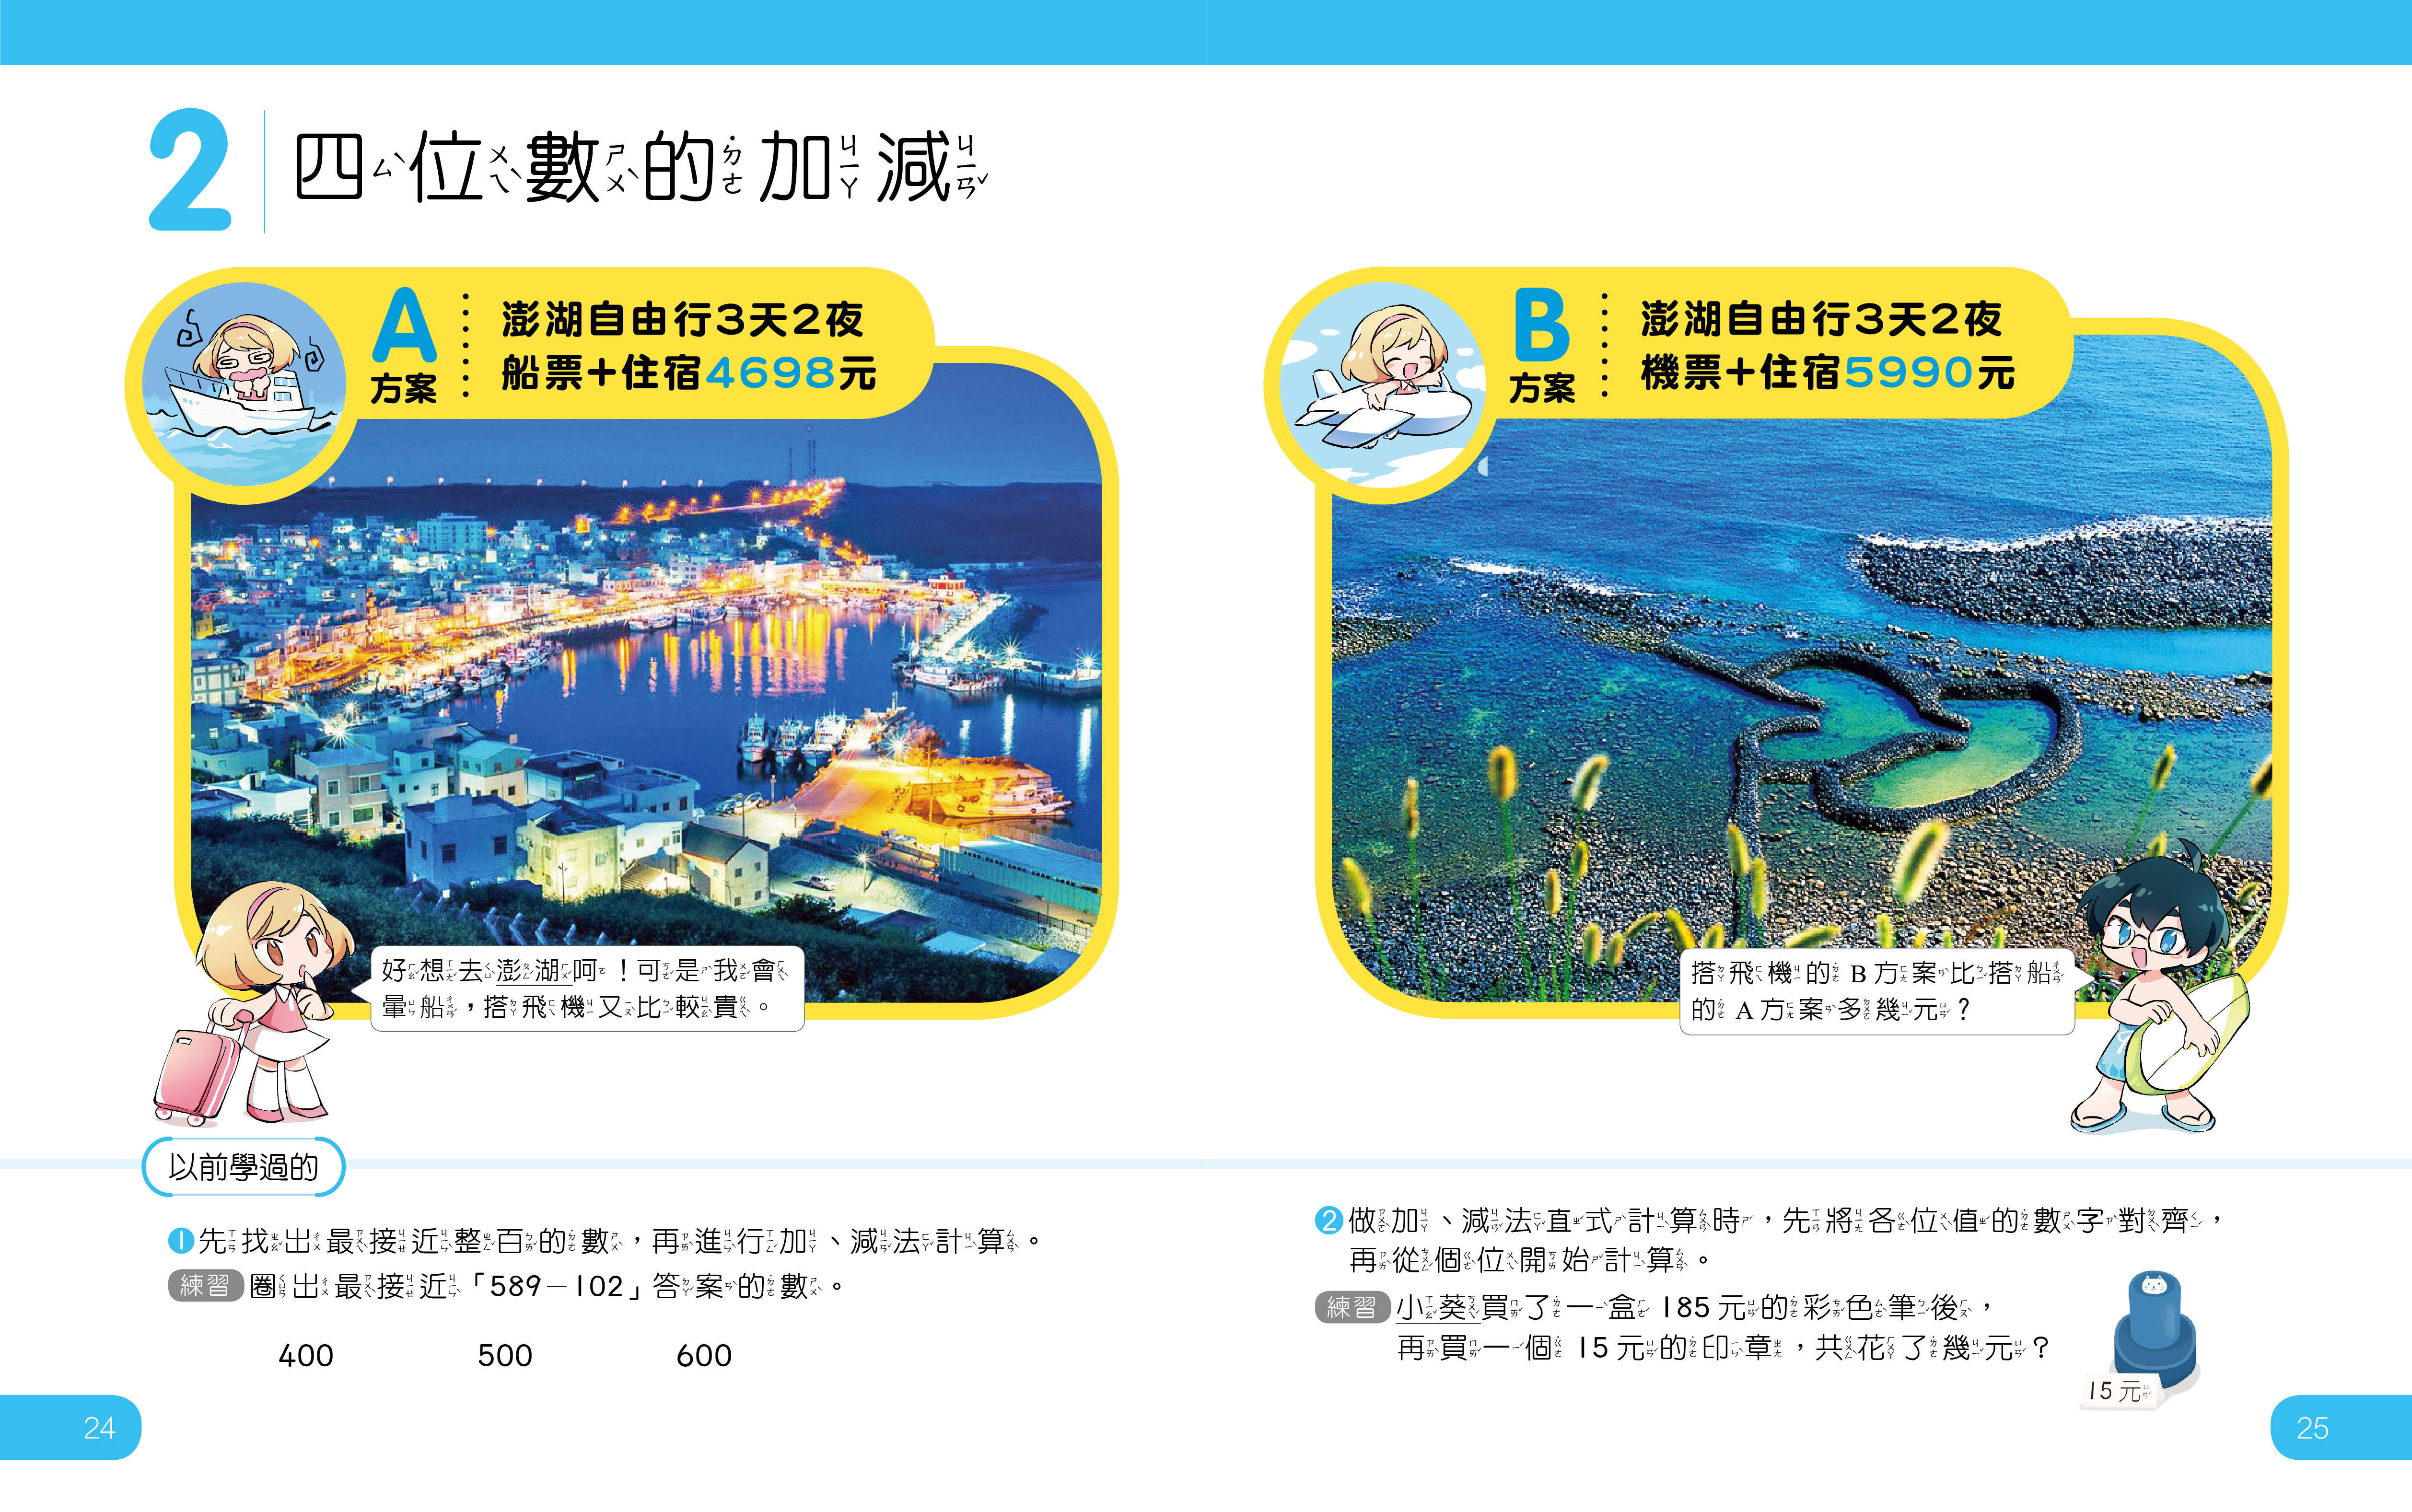 2 四位數的加減
A方案
澎湖自由行3天2夜
船票+住宿4698元
好想去澎湖呵！可是我會
暈船，搭飛機又比較貴。
B方案
澎湖自由行3天2夜
機票+住宿5990元
搭飛機的 B 方案比搭船
的 A 方案多幾元？
以前學過的
1 先找出最接近整百的數，再進行加、減法計算。
練習 圈出最接近「589－102」答案的數。
400 500 600
2 做加、減法直式計算時，先將各位值的數字對齊，
再從個位開始計算。
練習 小葵買了一盒 185 元的彩色筆後，
再買一個 15 元的印章，共花了幾元？
15 元
24
25